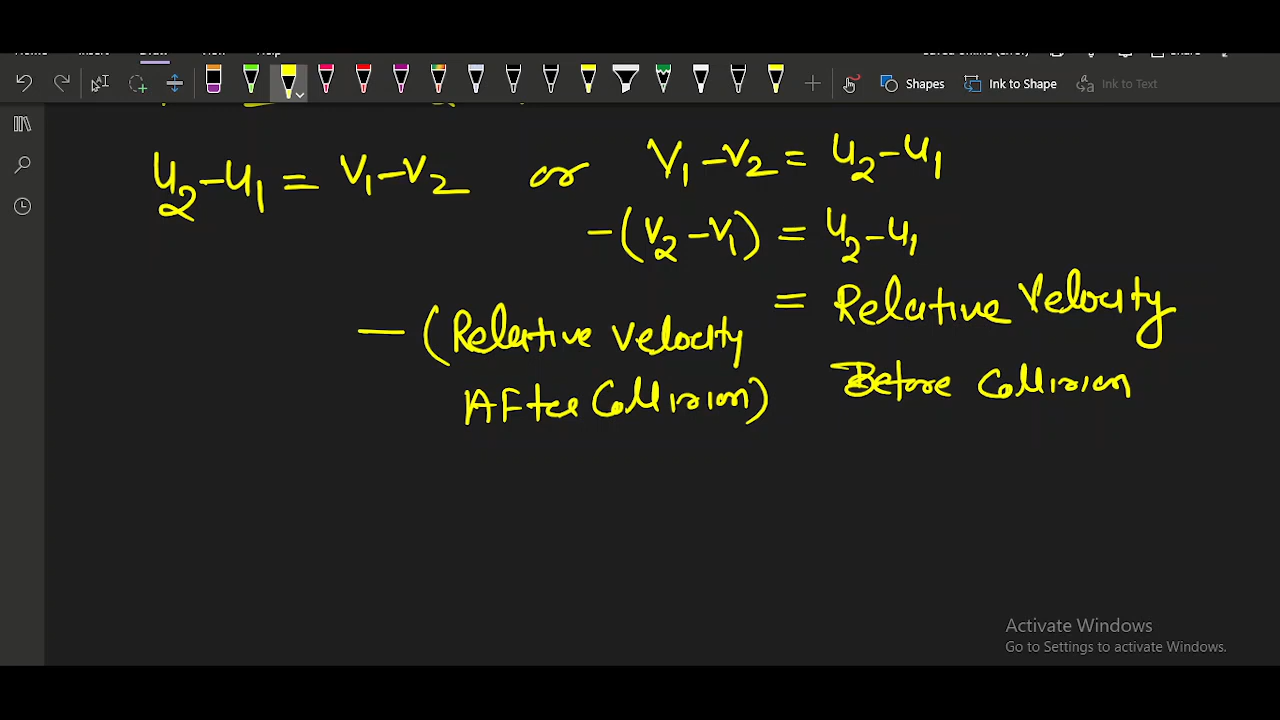 Shapes Ink to Shape Ink to Text
u2-u1 = v1-v2 or v1-v2 = u2-u1
-(v2-v1) = u2-u1
-(Relative velocity = Relative Velocity
After Collision) Before Collision
Activate Windows
Go to Settings to activate Windows.